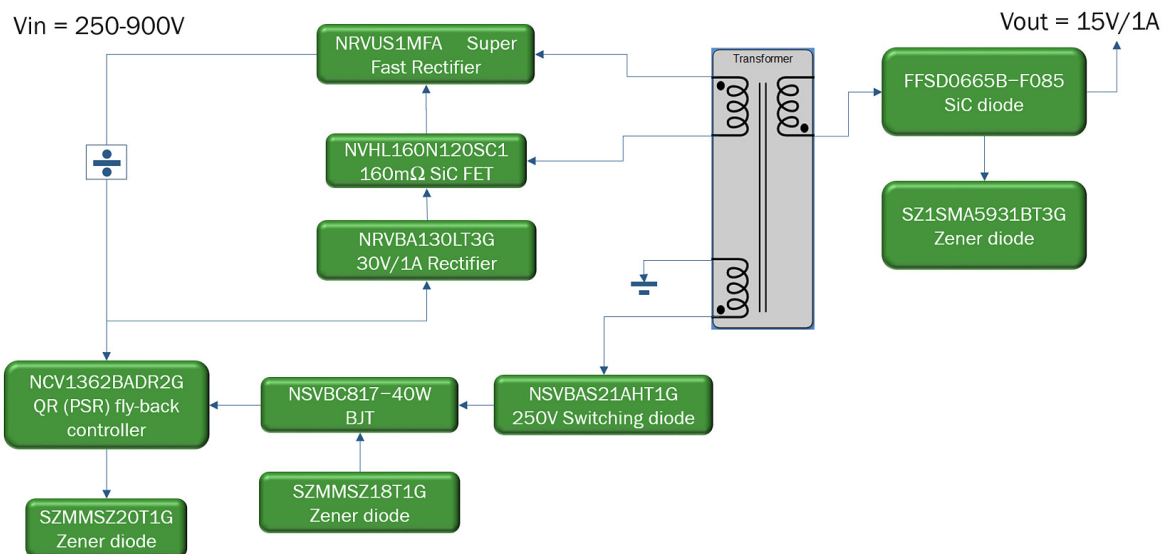 Vin = 250-900V
Vout = 15V/1A
NRVUS1MFA Super
Fast Rectifier
Transformer
FFSD0665B−F085
SiC diode
NVHL160N120SC1
160mΩ SiC FET
SZ1SMA5931BT3G
Zener diode
NRVBA130LT3G
30V/1A Rectifier
NCV1362BADR2G
QR (PSR) fly-back
controller
NSVBC817−40W
BJT
NSVBAS21AHT1G
250V Switching diode
SZMMSZ18T1G
Zener diode
SZMMSZ20T1G
Zener diode